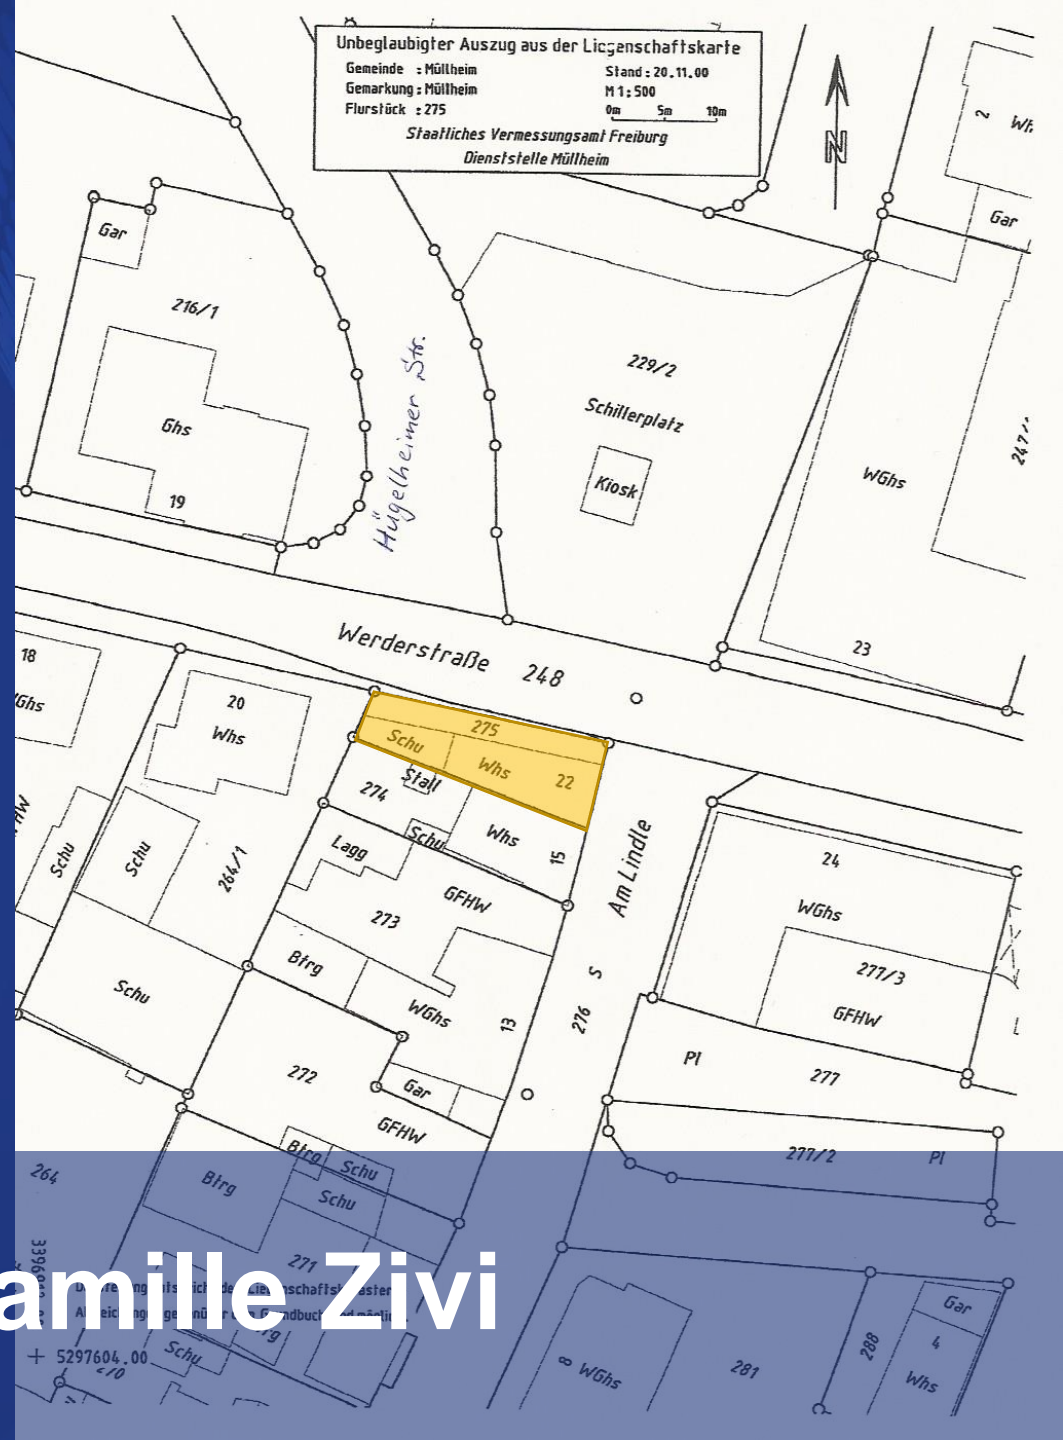 Unbeglaubigter Auszug aus der Liegenschaftskarte
Gemeinde : Müllheim
Stand : 20.11.00
Gemarkung : Müllheim
M 1 : 500
Flurstück : 275
0m 5m 10m
Staatliches Vermessungsamt Freiburg
Dienststelle Müllheim
N
2
Gar
Gar
216/1
229/2
Schillerplatz
Hügelheimer Str.
Ghs
Kiosk
WGhs
19
Werderstraße 248
23
18
20
Whs
275
Schu
Whs
22
Stall
274
Schu
Whs
15
Lagg
Schu
Schu
264/1
GFHW
273
Am Lindle
24
WGhs
277/3
GFHW
Btrg
WGhs
13
S
276
Schu
272
Gar
GFHW
Pl
277
277/2
Pl
264
Btrg
Btrg
Schu
Schu
271
amille Zivi
5297604.00
Schu
8
WGhs
281
288
Gar
4
Whs